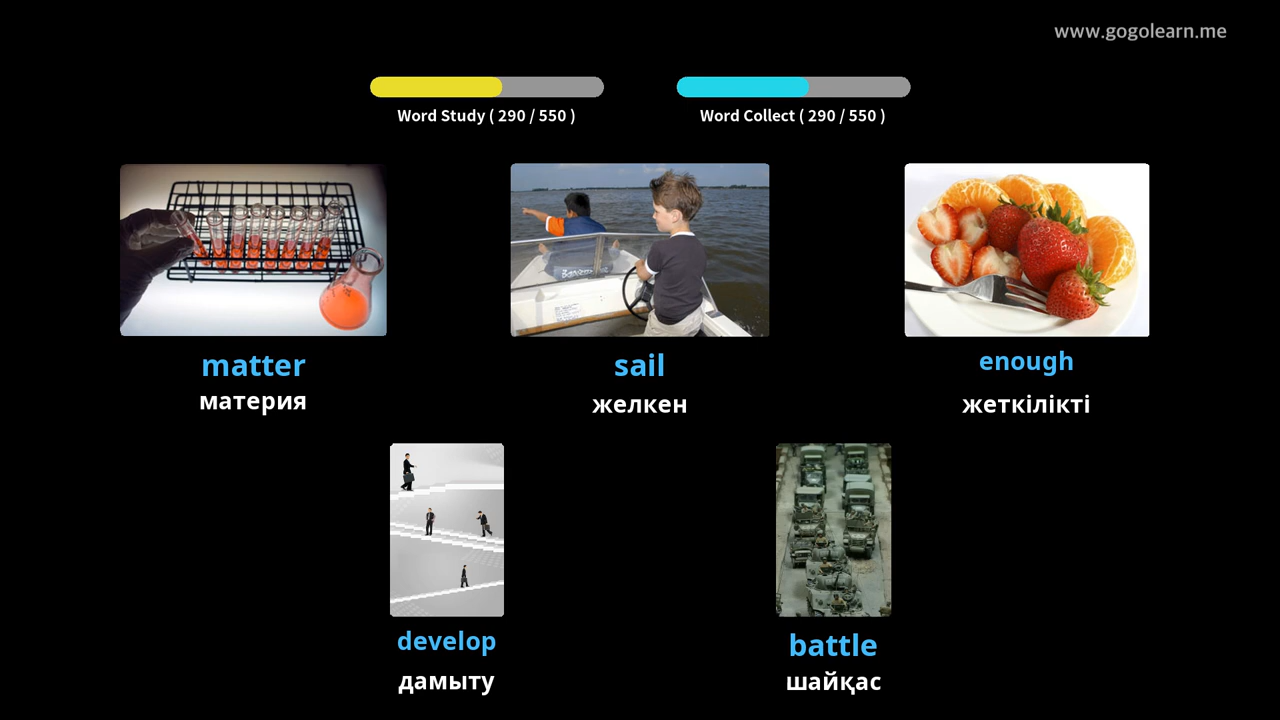 www.gogolearn.me
Word Study ( 290 / 550 )
Word Collect ( 290 / 550 )
matter
материя
sail
желкен
enough
жеткілікті
develop
дамыту
battle
шайқас